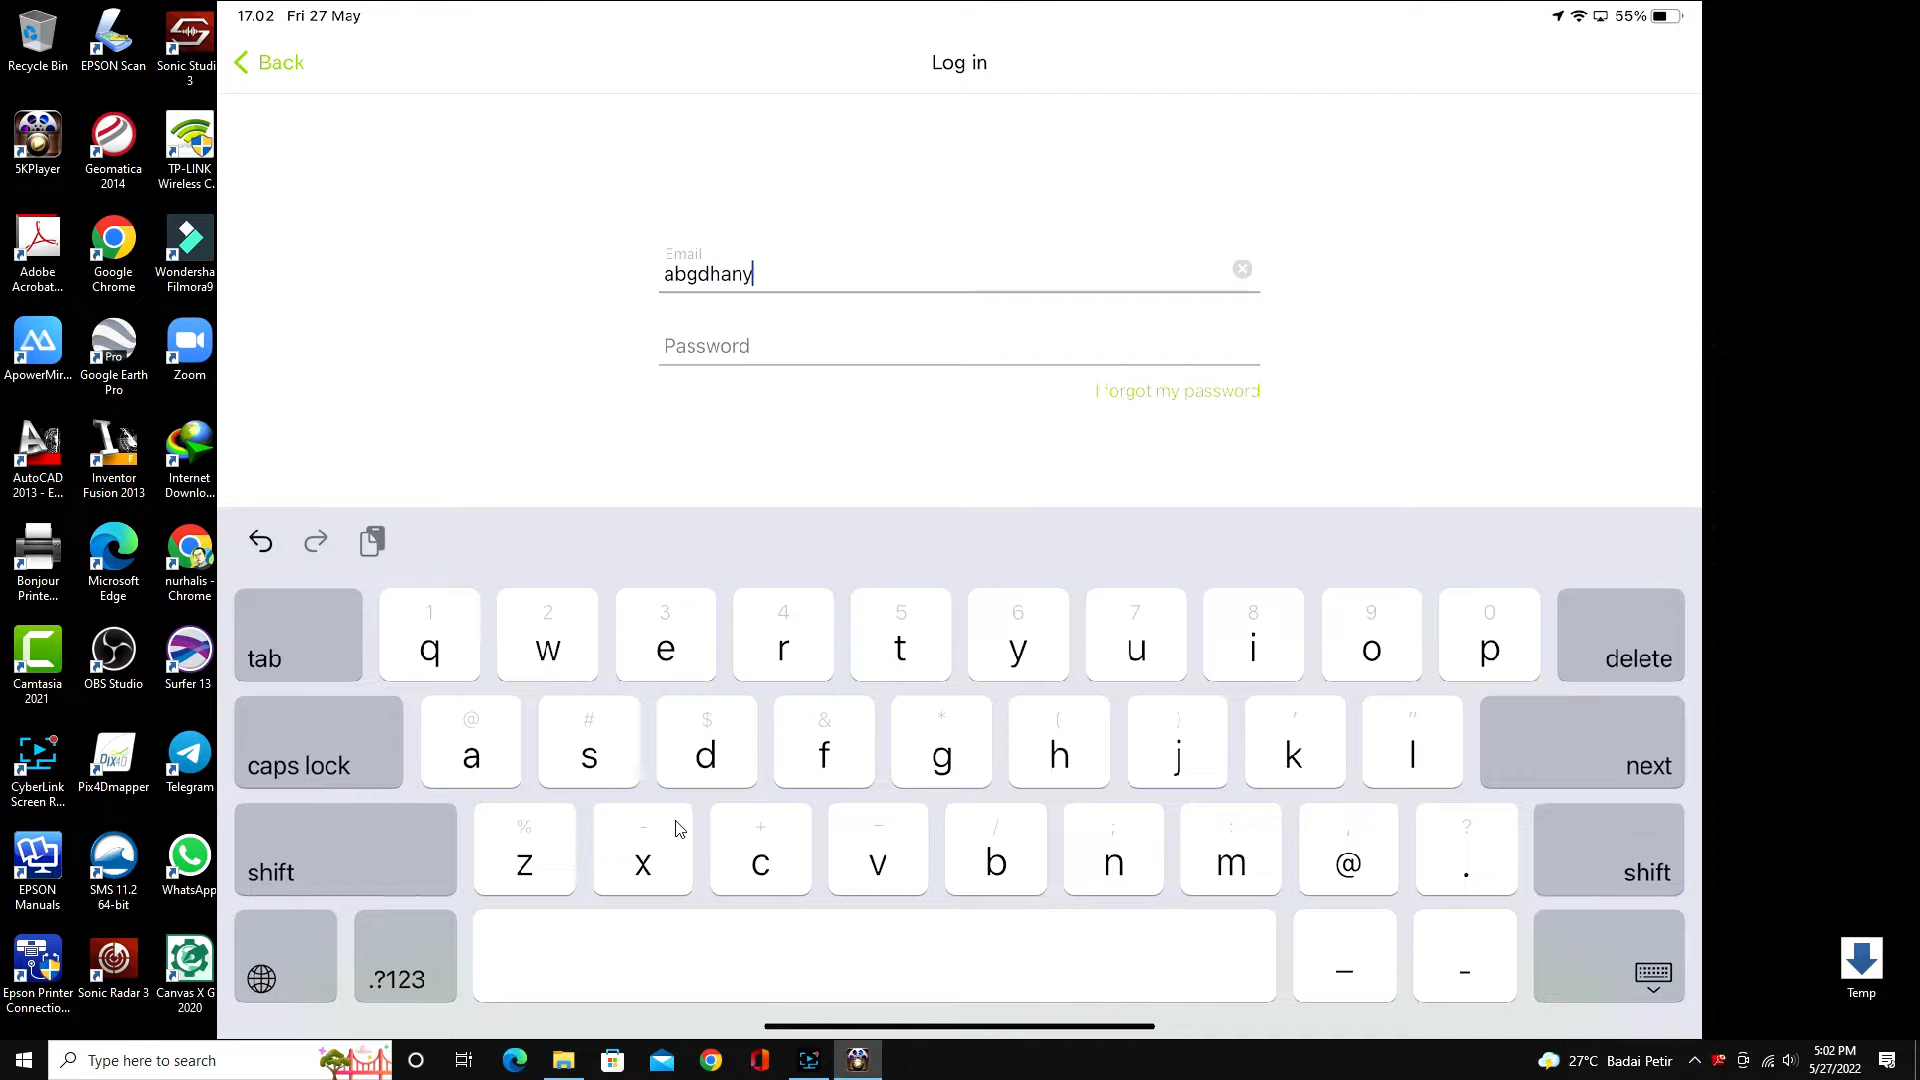 17.02 Fri 27 May
55%
Back
Log in
Email
abgdhany
Password
I forgot my password
1 2 3 4 5 6 7 8 9 0
tab q w e r t y u i o p delete
@ # $ & * ( ) ' "
caps lock a s d f g h j k l next
% - + = / ; : , ?
shift z x c v b n m @ . shift
.?123 _ -
Recycle Bin
EPSON Scan
Sonic Studi
3
5KPlayer
Geomatica
2014
TP-LINK
Wireless C.
Adobe
Acrobat...
Google
Chrome
Wondersha
Filmora9
ApowerMir...
Pro
Google Earth
Pro
Zoom
AutoCAD
2013 - E...
Inventor
Fusion 2013
Internet
Downlo...
Bonjour
Printe...
Microsoft
Edge
nurhalis -
Chrome
Camtasia
2021
OBS Studio
Surfer 13
CyberLink
Screen R...
Pix4Dmapper
Telegram
EPSON
Manuals
SMS 11.2
64-bit
WhatsApp
Epson Printer
Connectio...
Sonic Radar 3
Canvas X G
2020
Temp
Type here to search
27°C Badai Petir
5:02 PM
5/27/2022